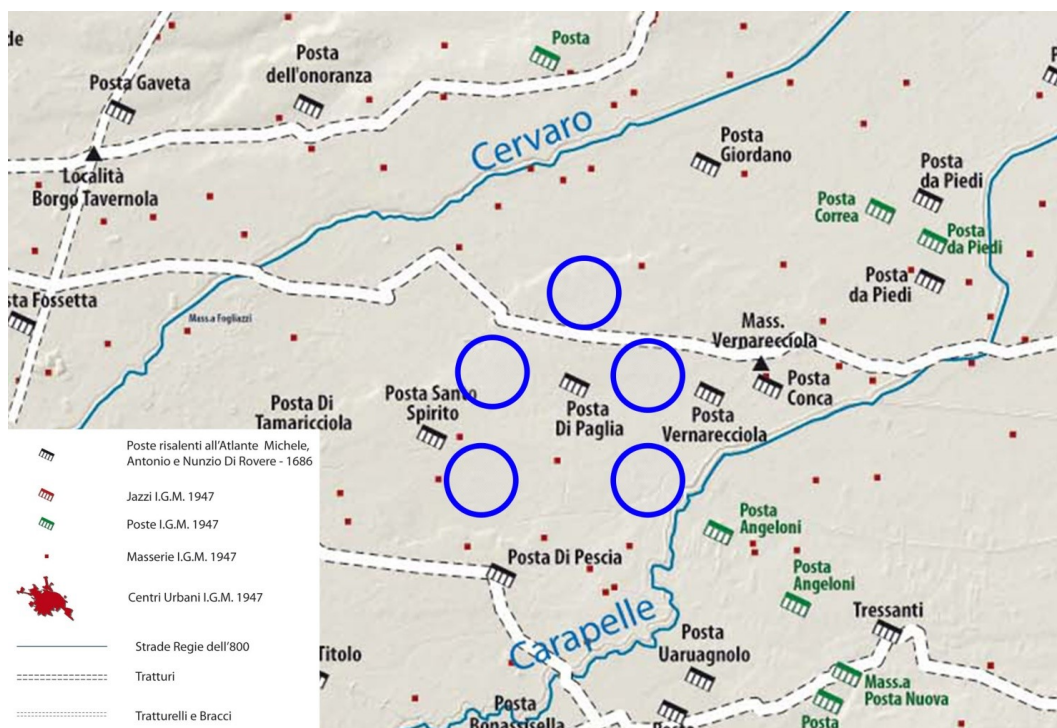 de
Posta
Posta
dell'onoranza
Posta Gaveta
Cervaro
Posta
Giordano
Posta
da Piedi
Località
Borgo Tavernola
Posta
Correa
Posta
da Piedi
Posta
da Piedi
sta Fossetta
Mass.a Fogliazzi
Mass.
Vernarecciola
Posta Santo
Spirito
Posta Di
Tamaricciola
Posta
Di Paglia
Posta
Conca
Posta
Vernarecciola
Poste risalenti all'Atlante Michele,
Antonio e Nunzio Di Rovere - 1686
Jazzi I.G.M. 1947
Poste I.G.M. 1947
Masserie I.G.M. 1947
Centri Urbani I.G.M. 1947
Strade Regie dell'800
Tratturi
Tratturelli e Bracci
Posta
Angeloni
Posta Di Pescia
Posta
Angeloni
Carapelle
Tressanti
Posta
Uaruagnolo
Titolo
Mass.a
Posta Nuova
Posta
Bonassisella
Posta